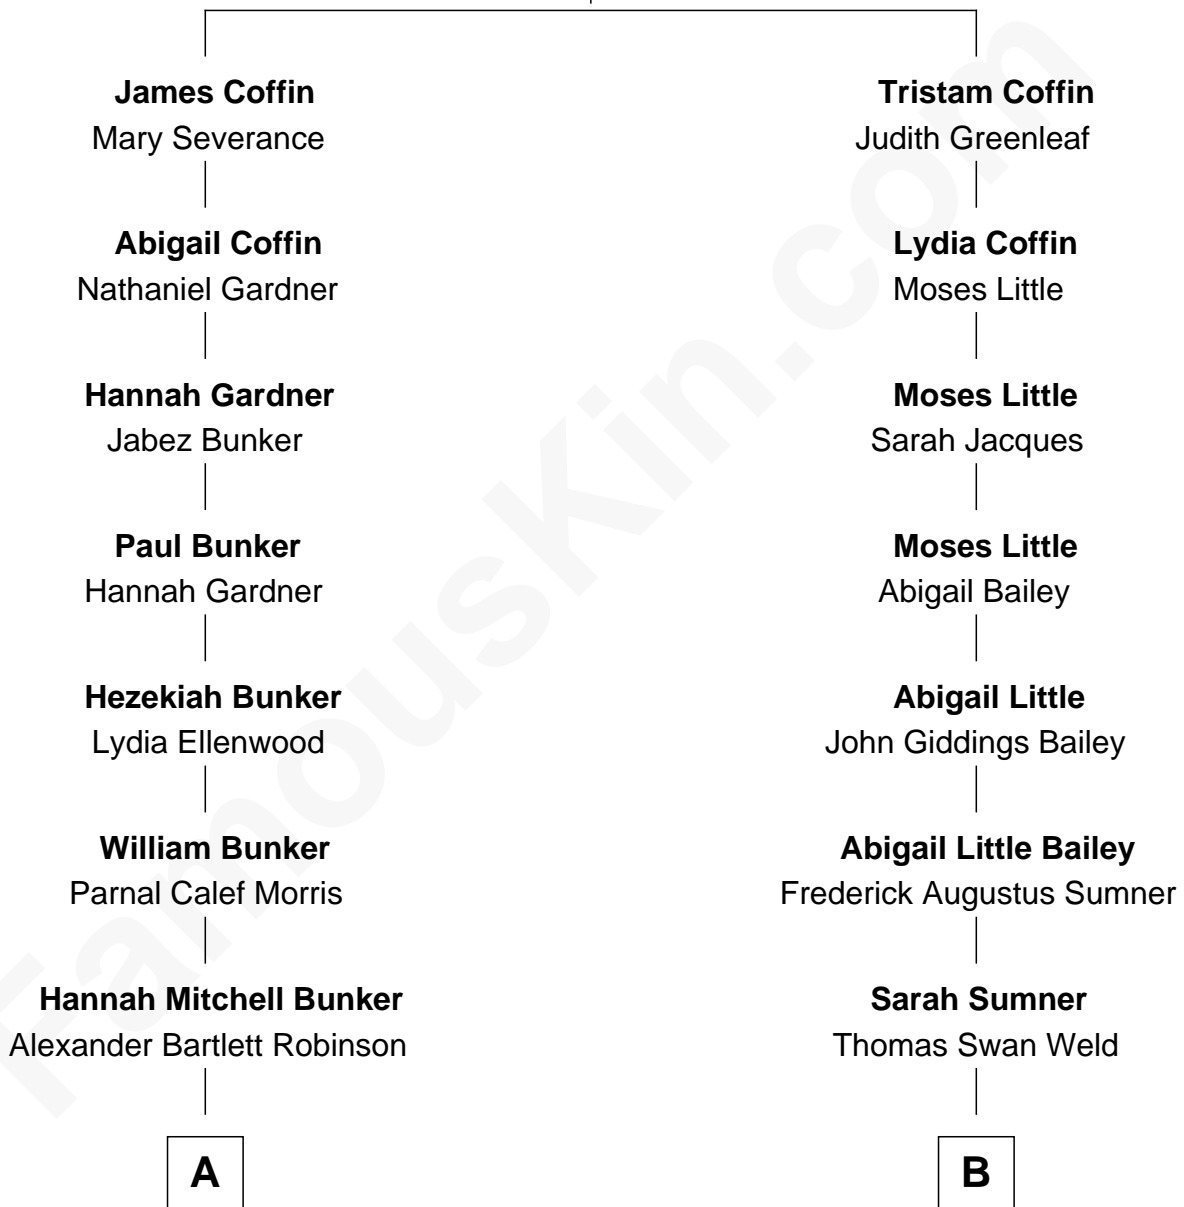 James Coffin
Mary Severance
Abigail Coffin
Nathaniel Gardner
Hannah Gardner
Jabez Bunker
Paul Bunker
Hannah Gardner
Hezekiah Bunker
Lydia Ellenwood
William Bunker
Parnal Calef Morris
Hannah Mitchell Bunker
Alexander Bartlett Robinson
A
Tristam Coffin
Judith Greenleaf
Lydia Coffin
Moses Little
Moses Little
Sarah Jacques
Moses Little
Abigail Bailey
Abigail Little
John Giddings Bailey
Abigail Little Bailey
Frederick Augustus Sumner
Sarah Sumner
Thomas Swan Weld
B
FamousKin.com